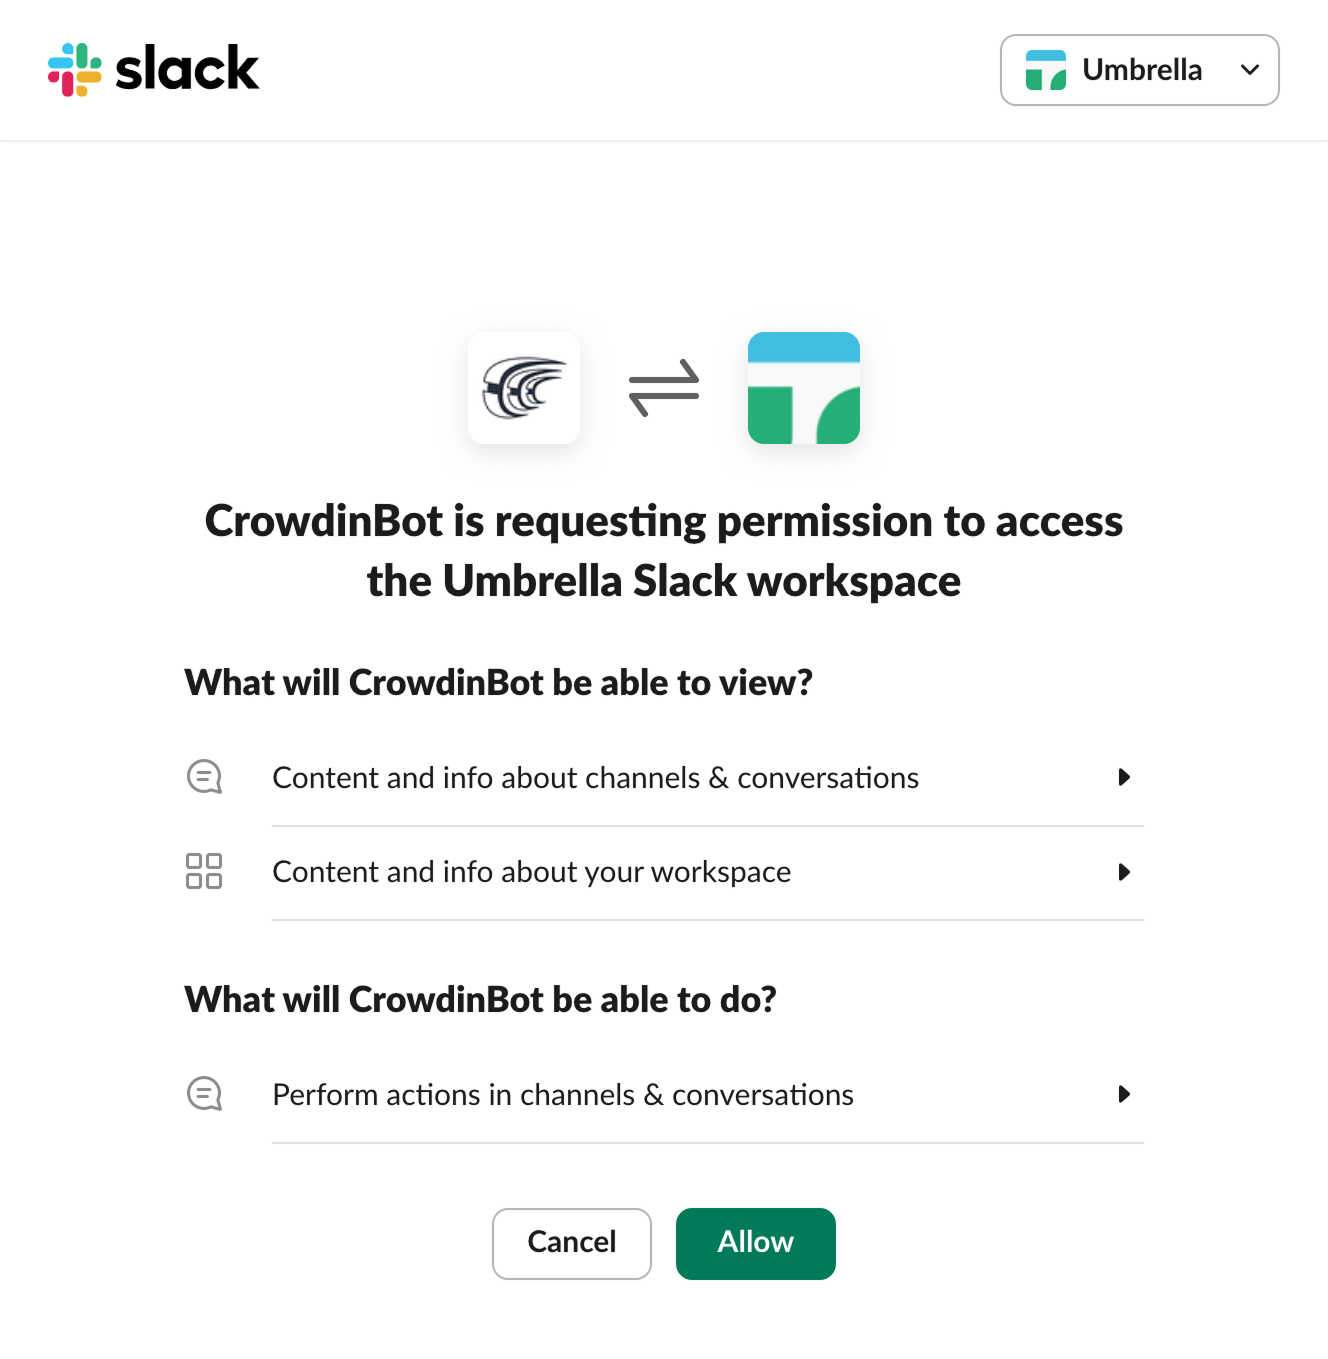 slack
Umbrella
CrowdinBot is requesting permission to access
the Umbrella Slack workspace
What will CrowdinBot be able to view?
Content and info about channels & conversations
Content and info about your workspace
What will CrowdinBot be able to do?
Perform actions in channels & conversations
Cancel
Allow